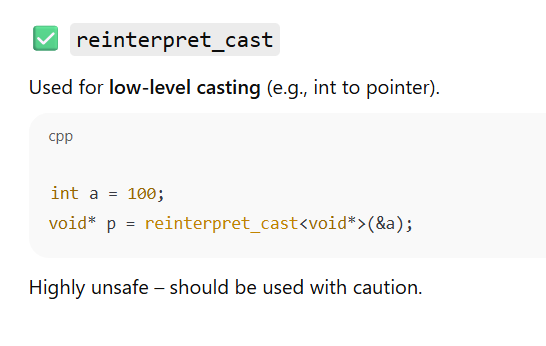 ✅ reinterpret_cast
Used for low-level casting (e.g., int to pointer).
cpp
int a = 100;
void* p = reinterpret_cast<void*>(&a);
Highly unsafe – should be used with caution.